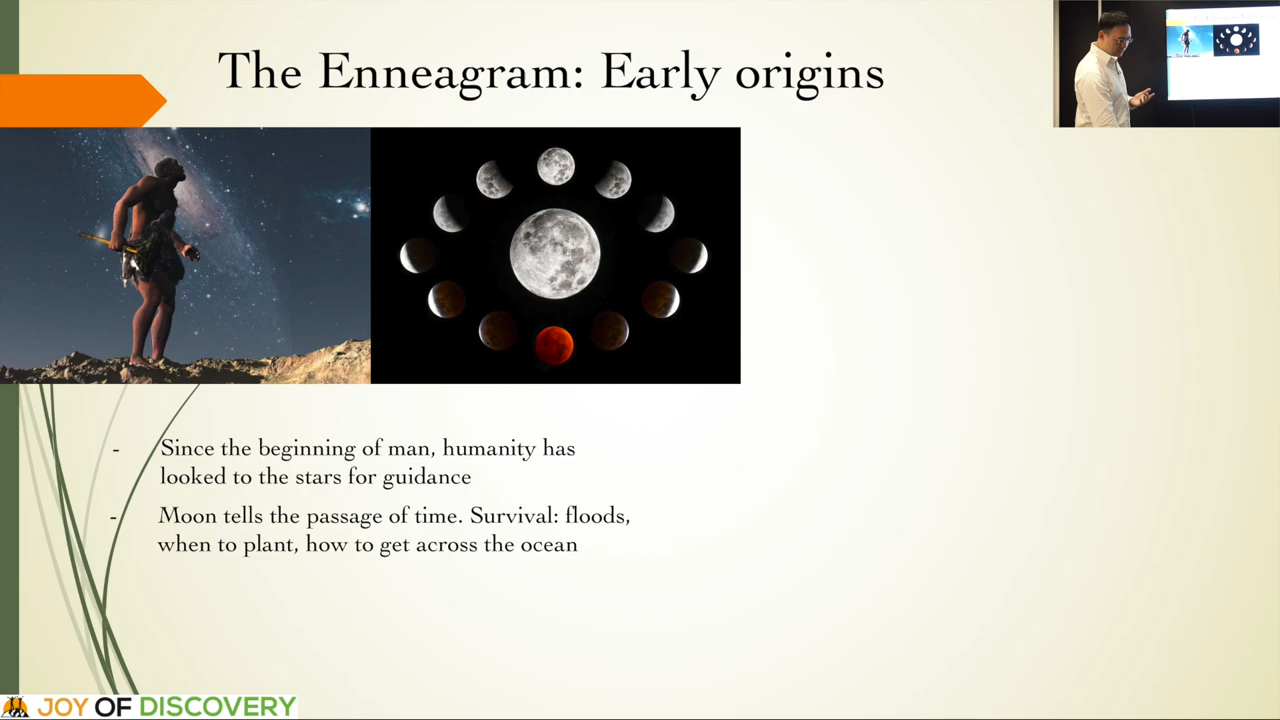 The Enneagram: Early origins
- Since the beginning of man, humanity has
looked to the stars for guidance
- Moon tells the passage of time. Survival: floods,
when to plant, how to get across the ocean
JOY OF DISCOVERY